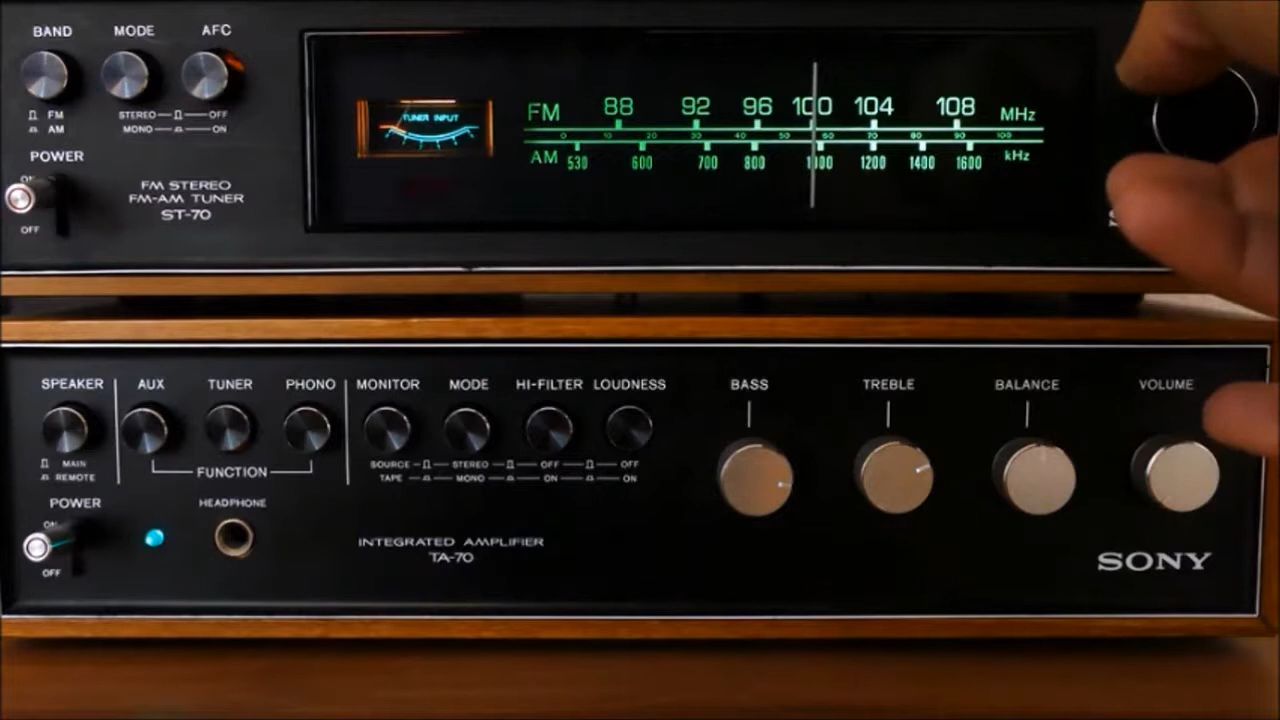 BAND MODE AFC
FM STEREO OFF
AM MONO ON
POWER
ON
OFF
FM STEREO
FM-AM TUNER
ST-70
TUNER INPUT
FM 88 92 96 100 104 108 MHz
0 10 20 30 40 50 60 70 80 90 100
AM 530 600 700 800 1000 1200 1400 1600 kHz
SPEAKER AUX TUNER PHONO MONITOR MODE HI-FILTER LOUDNESS BASS TREBLE BALANCE VOLUME
MAIN SOURCE STEREO OFF OFF
REMOTE TAPE MONO ON ON
FUNCTION
POWER HEADPHONE
ON
OFF
INTEGRATED AMPLIFIER
TA-70
SONY